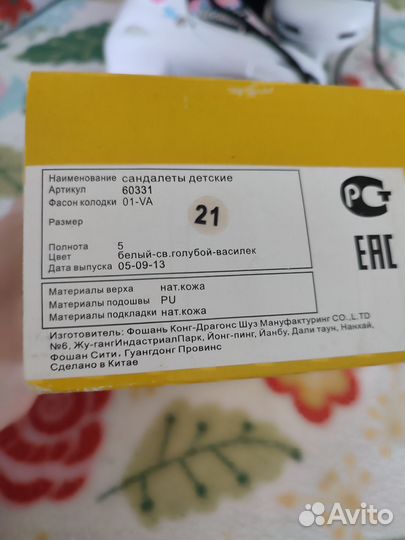 Наименование сандалеты детские
Артикул 60331
Фасон колодки 01-VA
Размер 21
Полнота 5
Цвет белый-св.голубой-василек
Дата выпуска 05-09-13
Материалы верха нат.кожа
Материалы подошвы PU
Материалы подкладки нат.кожа
Изготовитель: Фошань Конг-Драгонс Шуз Мануфактуринг СО.,L.TD
№6, Жу-гангИндастриалПарк, Йонг-пинг, Йанбу, Дали таун, Нанхай,
Фошан Сити, Гуангдонг Провинс
Сделано в Китае
РСТ
EAC
Avito